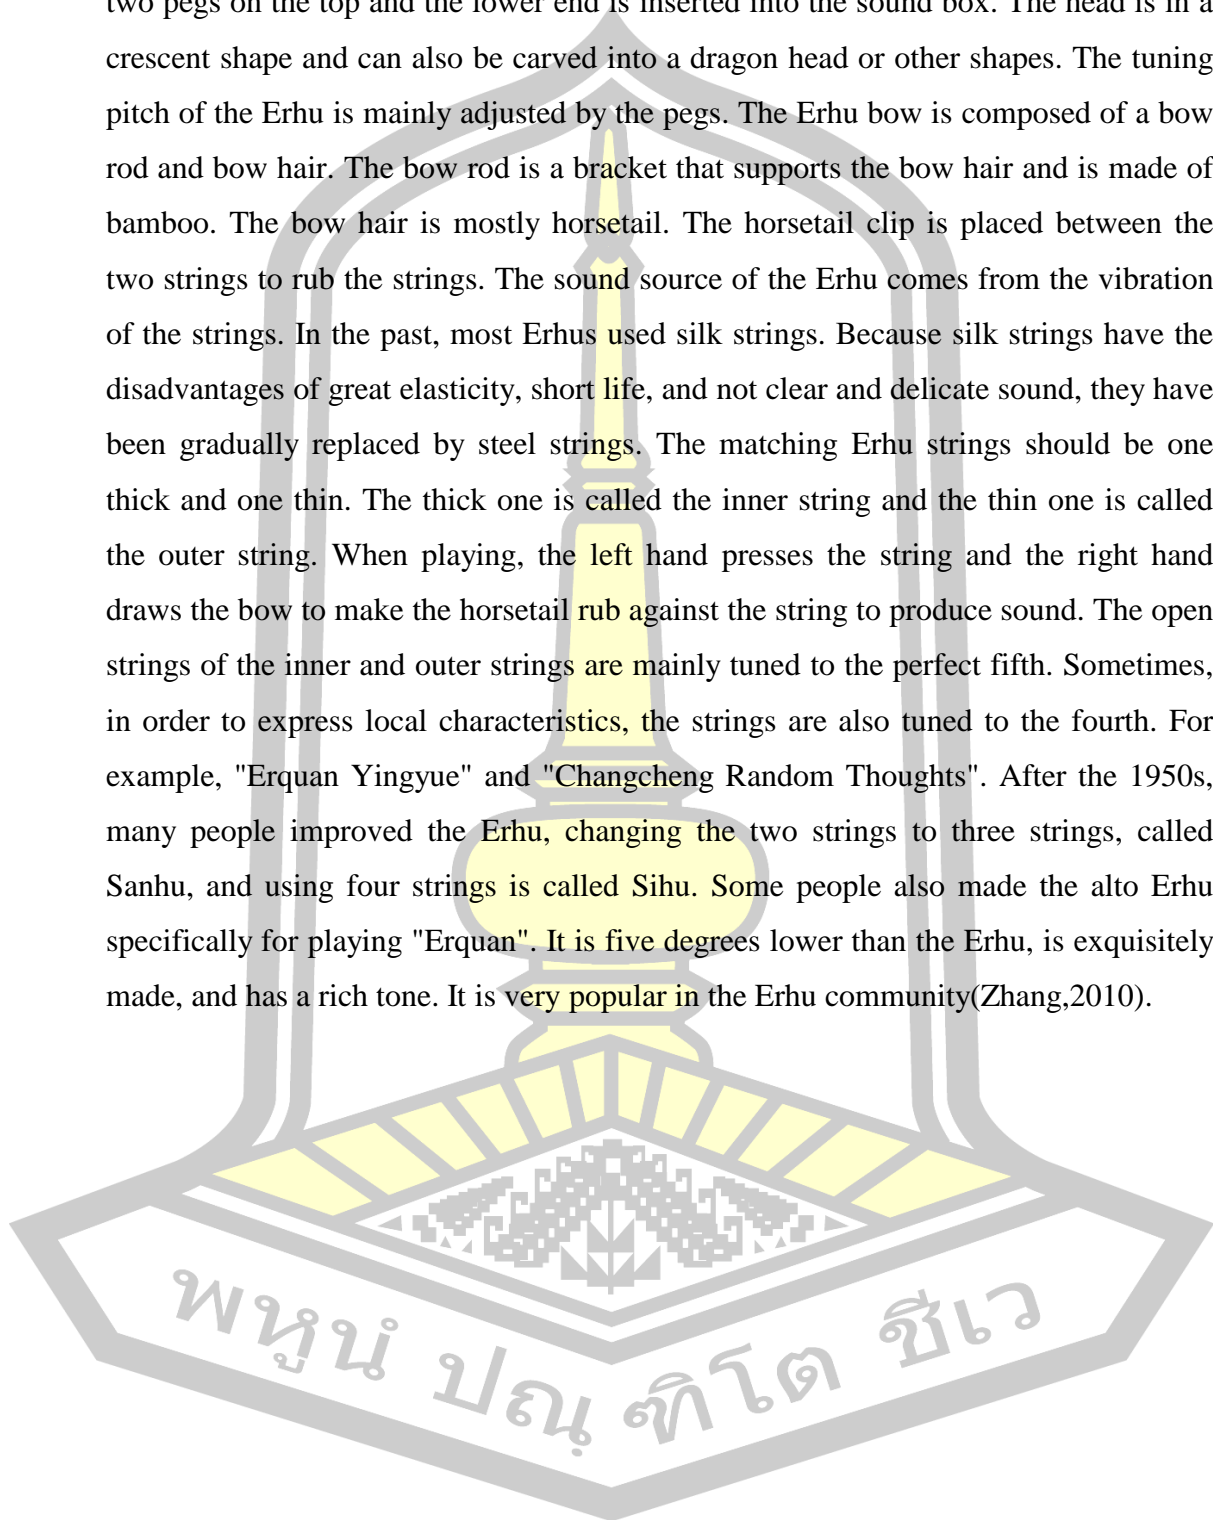 two pegs on the top and the lower end is inserted into the sound box. The head is in a
crescent shape and can also be carved into a dragon head or other shapes. The tuning
pitch of the Erhu is mainly adjusted by the pegs. The Erhu bow is composed of a bow
rod and bow hair. The bow rod is a bracket that supports the bow hair and is made of
bamboo. The bow hair is mostly horsetail. The horsetail clip is placed between the
two strings to rub the strings. The sound source of the Erhu comes from the vibration
of the strings. In the past, most Erhus used silk strings. Because silk strings have the
disadvantages of great elasticity, short life, and not clear and delicate sound, they have
been gradually replaced by steel strings. The matching Erhu strings should be one
thick and one thin. The thick one is called the inner string and the thin one is called
the outer string. When playing, the left hand presses the string and the right hand
draws the bow to make the horsetail rub against the string to produce sound. The open
strings of the inner and outer strings are mainly tuned to the perfect fifth. Sometimes,
in order to express local characteristics, the strings are also tuned to the fourth. For
example, "Erquan Yingyue" and "Changcheng Random Thoughts". After the 1950s,
many people improved the Erhu, changing the two strings to three strings, called
Sanhu, and using four strings is called Sihu. Some people also made the alto Erhu
specifically for playing "Erquan". It is five degrees lower than the Erhu, is exquisitely
made, and has a rich tone. It is very popular in the Erhu community(Zhang,2010).
พหูนํ ปณฺฑิโต ชีเว